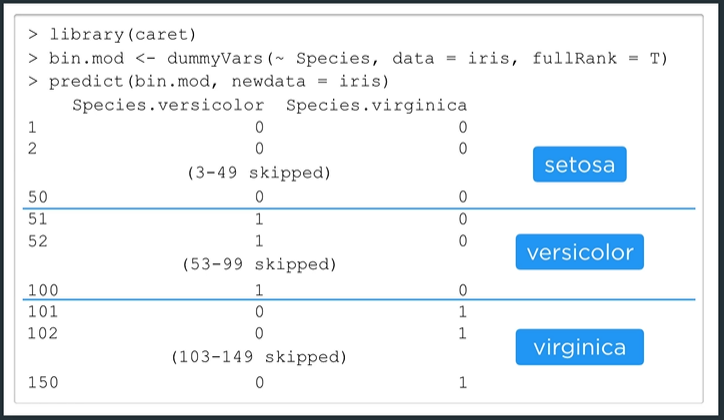 > library(caret)
> bin.mod <- dummyVars(~ Species, data = iris, fullRank = T)
> predict(bin.mod, newdata = iris)
Species.versicolor Species.virginica
1 0 0
2 0 0
setosa
(3-49 skipped)
50 0 0
51 1 0
52 1 0
versicolor
(53-99 skipped)
100 1 0
101 0 1
102 0 1
virginica
(103-149 skipped)
150 0 1